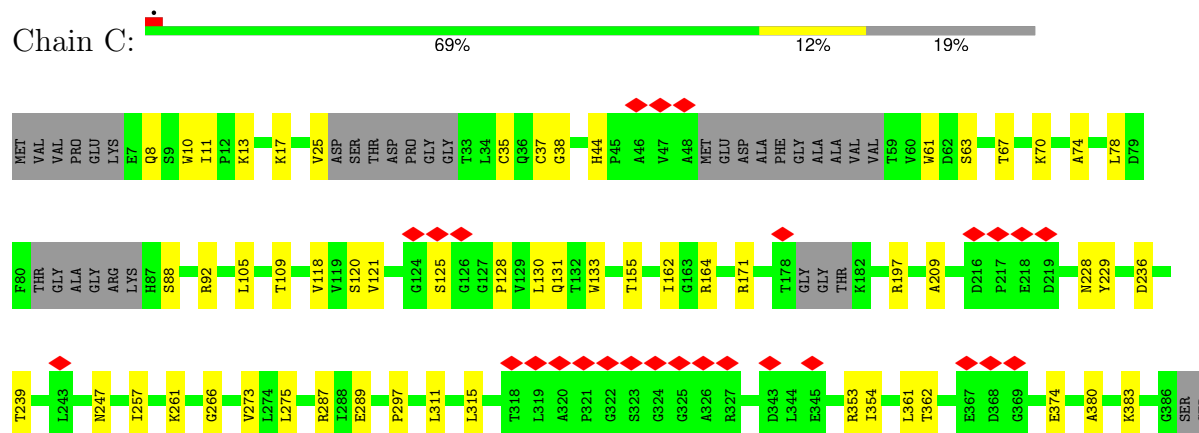 Chain C:
69% 12% 19%
MET VAL VAL PRO GLU LYS E7 Q8 S9 W10 I11 P12 K13 K17 V25 ASP SER THR ASP PRO GLY GLY T33 L34 C35 Q36 C37 G38 H44 P45 A46 V47 A48 MET GLU ASP ALA PHE GLY ALA ALA VAL VAL T59 V60 W61 D62 S63 T67 K70 A74 L78 D79
F80 THR GLY ALA GLY ARG LYS H87 S88 R92 L105 T109 V118 V119 S120 V121 G124 S125 G126 G127 P128 V129 L130 Q131 T132 W133 T155 I162 G163 R164 R171 T178 GLY GLY THR K182 R197 A209 D216 P217 E218 D219 N228 Y229 D236
T239 L243 N247 I257 K261 G266 V273 L274 L275 R287 I288 E289 P297 L311 L315 T318 L319 A320 P321 G322 S323 G324 G325 A326 R327 D343 L344 E345 R353 I354 L361 T362 E367 D368 G369 E374 A380 K383 G386 SER